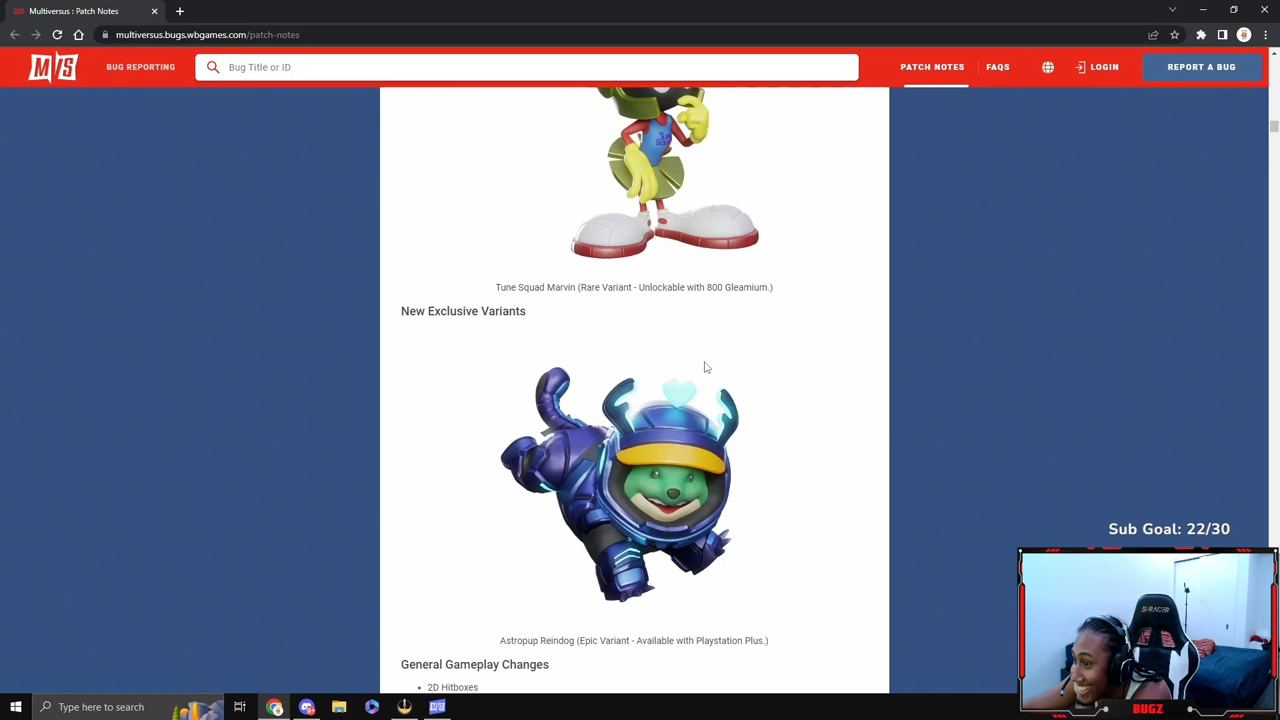 Multiversus : Patch Notes
multiversus.bugs.wbgames.com/patch-notes
M/S
BUG REPORTING
Bug Title or ID
PATCH NOTES
FAQS
LOGIN
REPORT A BUG
Tune Squad Marvin (Rare Variant - Unlockable with 800 Gleamium.)
New Exclusive Variants
Astropup Reindog (Epic Variant - Available with Playstation Plus.)
General Gameplay Changes
• 2D Hitboxes
Sub Goal: 22/30
S-RACER
BUGZ
Type here to search